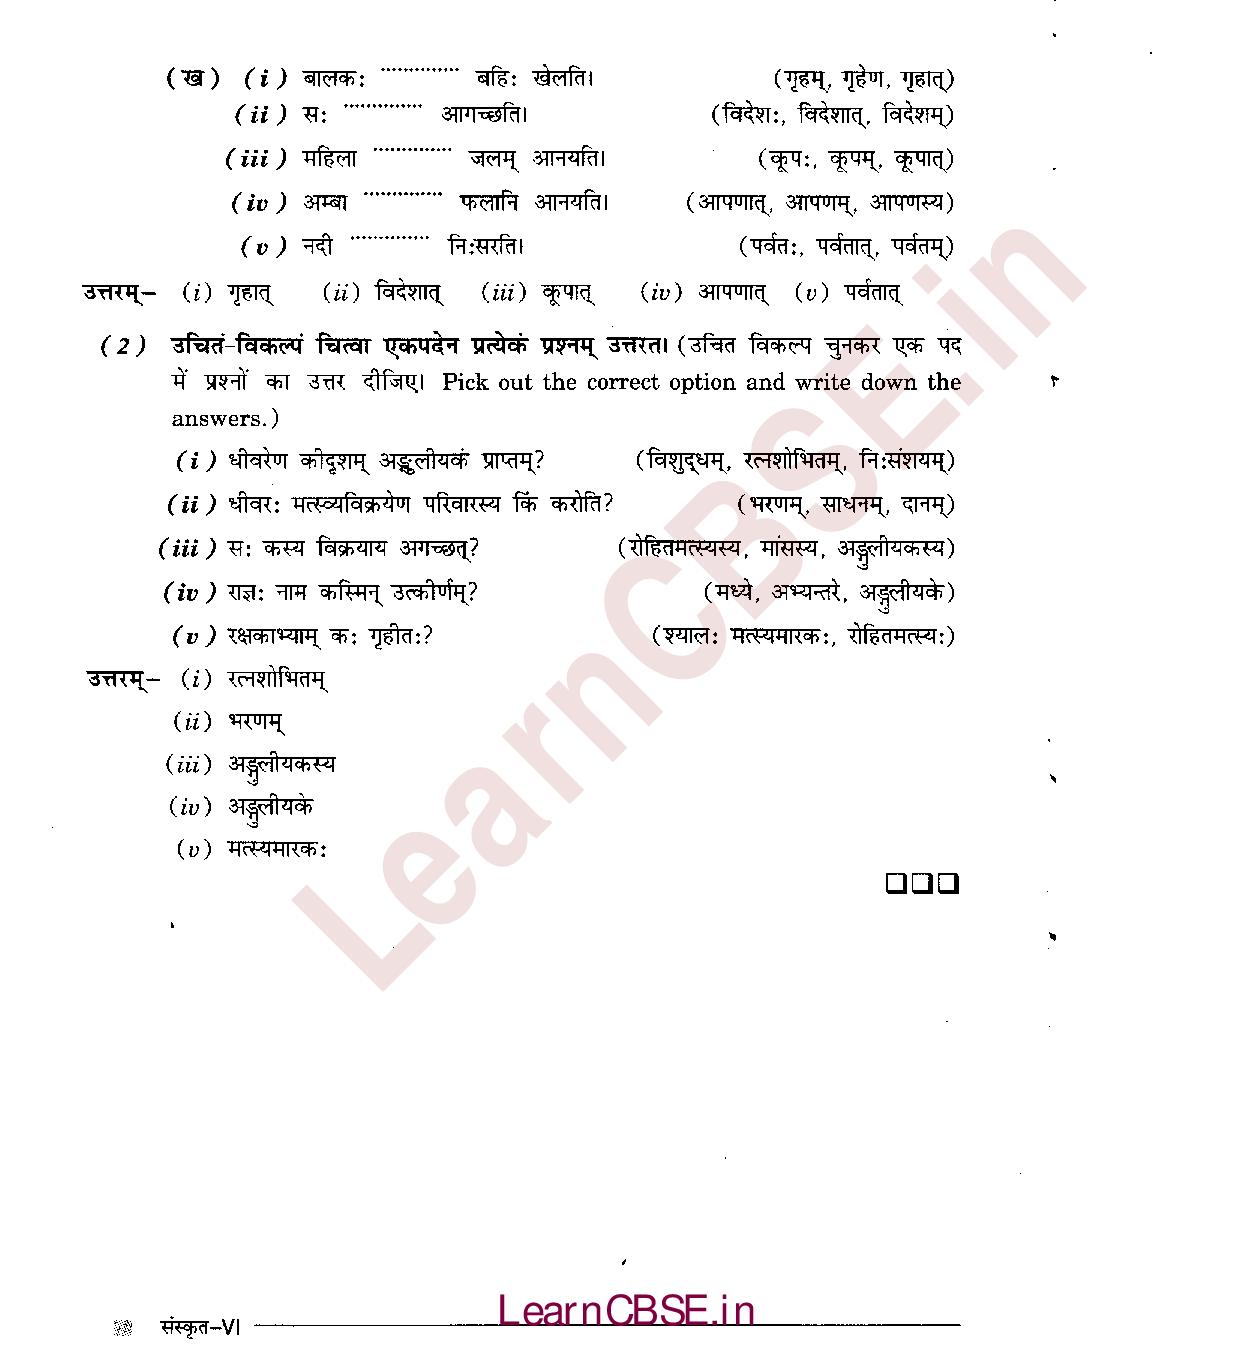 (ख) (i) बालकः ............ बहिः खेलति। (गृहम्, गृहेण, गृहात्)
(ii) सः ............ आगच्छति। (विदेशः, विदेशात्, विदेशम्)
(iii) महिला ............ जलम् आनयति। (कूपः, कूपम्, कूपात्)
(iv) अम्बा ............ फलानि आनयति। (आपणात्, आपणम्, आपणस्य)
(v) नदी ............ निःसरति। (पर्वतः, पर्वतात्, पर्वतम्)
उत्तरम्– (i) गृहात् (ii) विदेशात् (iii) कूपात् (iv) आपणात् (v) पर्वतात्
(2) उचितं-विकल्पं चित्वा एकपदेन प्रत्येकं प्रश्नम् उत्तरत। (उचित विकल्प चुनकर एक पद
में प्रश्नों का उत्तर दीजिए। Pick out the correct option and write down the
answers.)
(i) धीवरेण कीदृशम् अङ्गुलीयकं प्राप्तम्? (विशुद्धम्, रत्नशोभितम्, निःसंशयम्)
(ii) धीवरः मत्स्यविक्रयेण परिवारस्य किं करोति? (भरणम्, साधनम्, दानम्)
(iii) सः कस्य विक्रयाय अगच्छत्? (रोहितमत्स्यस्य, मांसस्य, अङ्गुलीयकस्य)
(iv) राज्ञः नाम कस्मिन् उत्कीर्णम्? (मध्ये, अभ्यन्तरे, अङ्गुलीयके)
(v) रक्षकाभ्याम् कः गृहीतः? (श्यालः मत्स्यमारकः, रोहितमत्स्यः)
उत्तरम्– (i) रत्नशोभितम्
(ii) भरणम्
(iii) अङ्गुलीयकस्य
(iv) अङ्गुलीयके
(v) मत्स्यमारकः
LearnCBSE.in
संस्कृत–VI
LearnCBSE.in